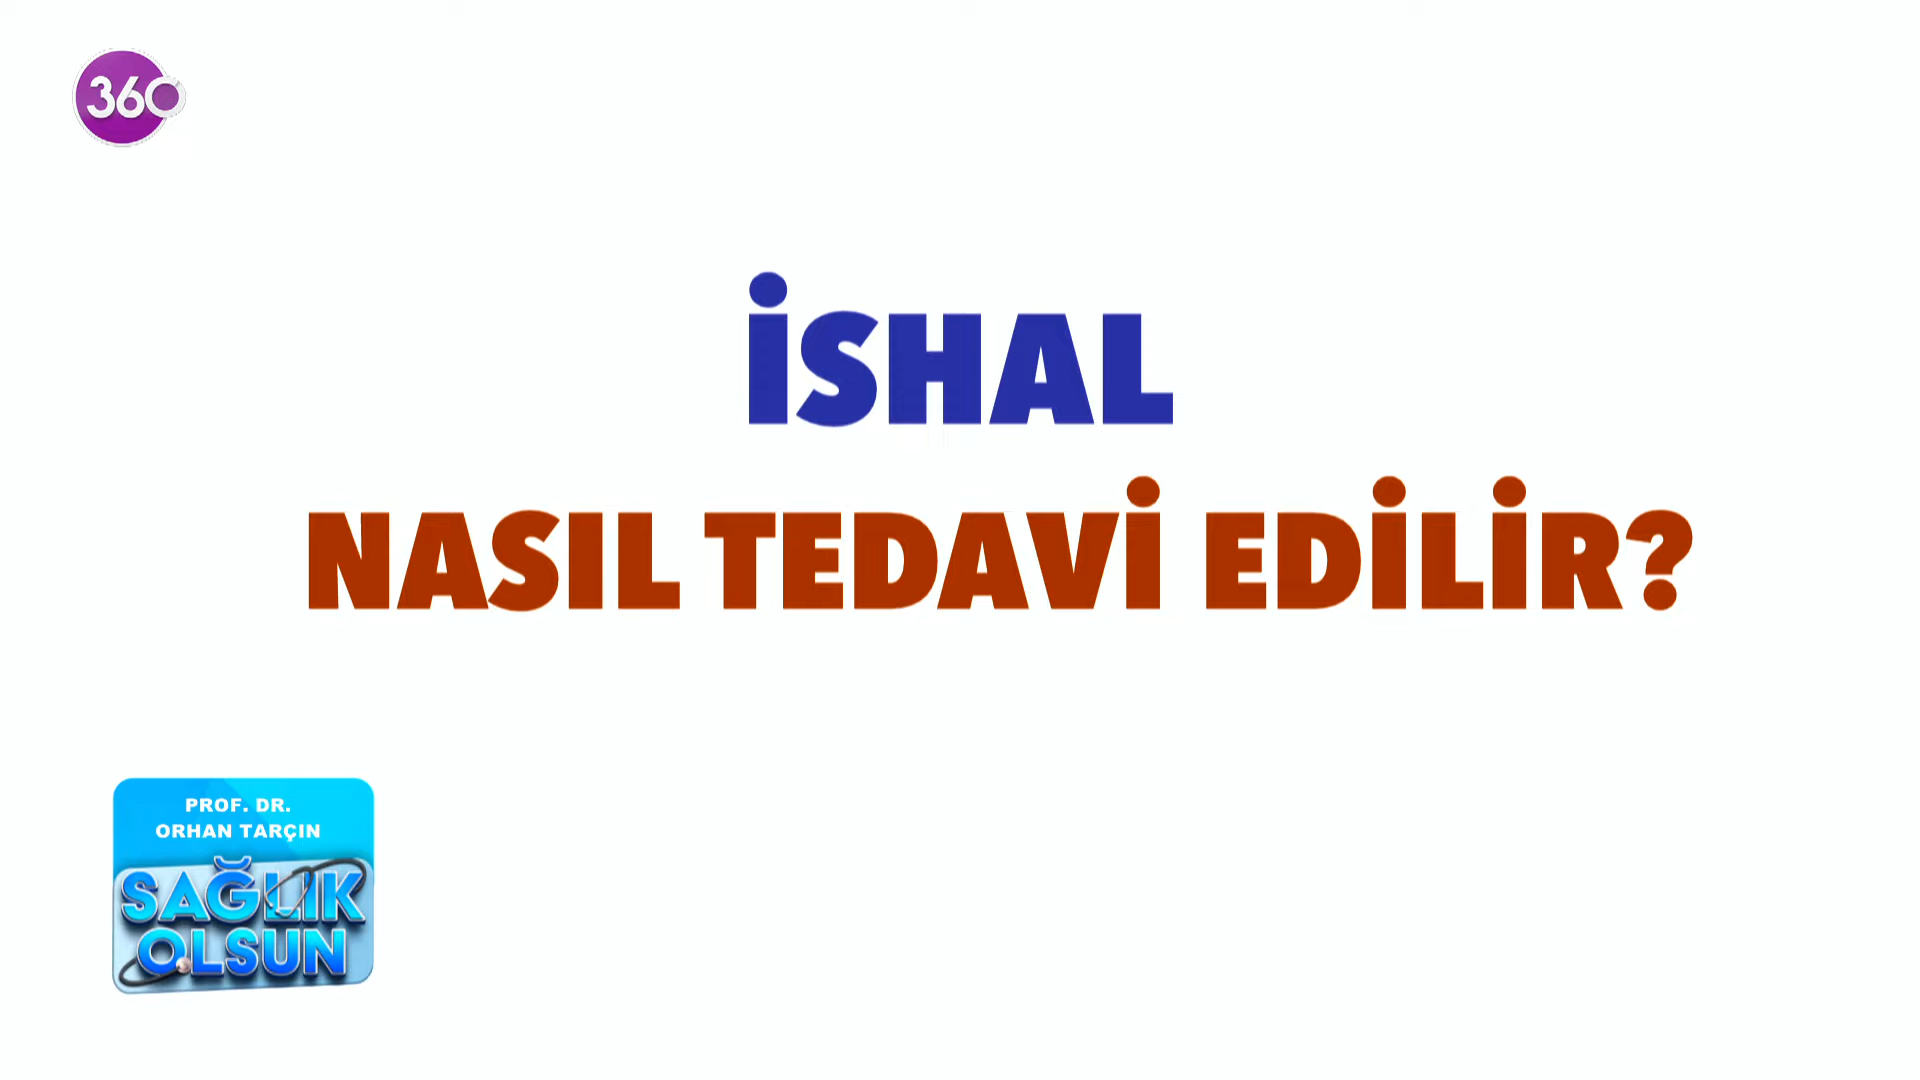 360
İSHAL
NASIL TEDAVİ EDİLİR?
PROF. DR.
ORHAN TARÇIN
SAĞLIK
OLSUN